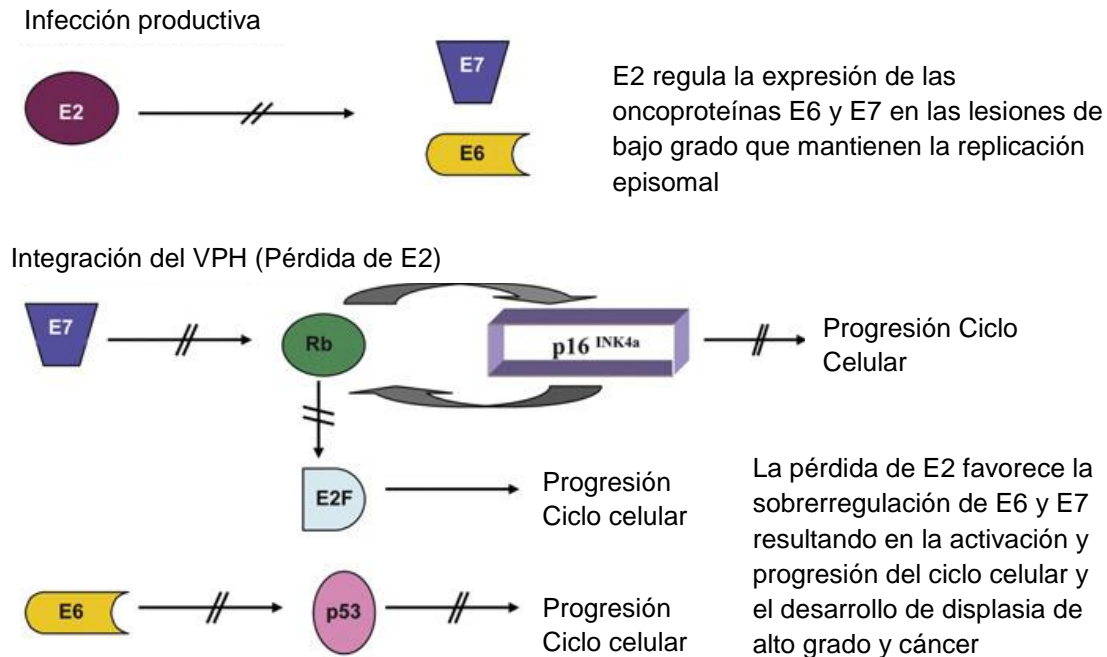 Infección productiva
E7
E2
E6
E2 regula la expresión de las
oncoproteínas E6 y E7 en las lesiones de
bajo grado que mantienen la replicación
episomal
Integración del VPH (Pérdida de E2)
E7
Rb
p16 INK4a
Progresión Ciclo
Celular
E2F
Progresión
Ciclo celular
E6
p53
Progresión
Ciclo celular
La pérdida de E2 favorece la
sobrerregulación de E6 y E7
resultando en la activación y
progresión del ciclo celular y
el desarrollo de displasia de
alto grado y cáncer